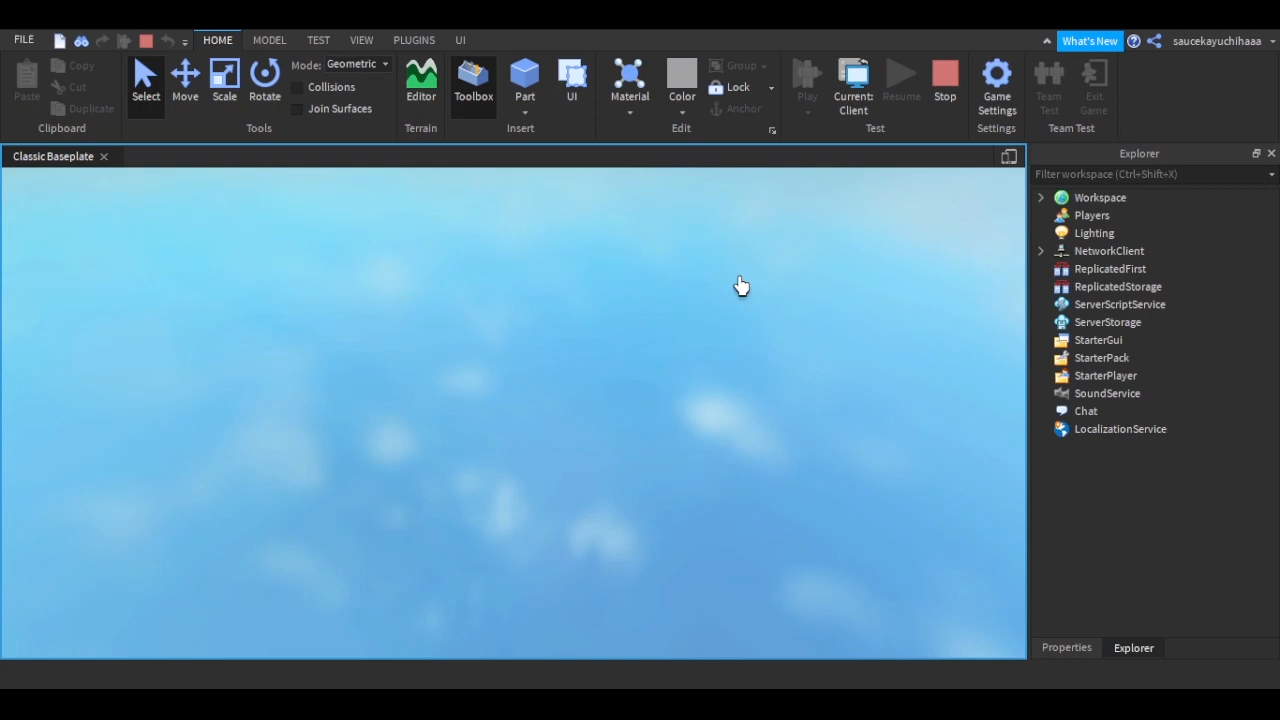 FILE HOME MODEL TEST VIEW PLUGINS UI What's New saucekayuchihaaa
Paste Copy Cut Duplicate
Clipboard
Select Move Scale Rotate
Mode: Geometric
Collisions
Join Surfaces
Tools
Editor
Terrain
Toolbox Part UI
Insert
Material Color
Group
Lock
Anchor
Edit
Play Current: Client Resume Stop
Test
Game Settings
Settings
Team Test Exit Game
Team Test
Classic Baseplate
Explorer
Filter workspace (Ctrl+Shift+X)
Workspace
Players
Lighting
NetworkClient
ReplicatedFirst
ReplicatedStorage
ServerScriptService
ServerStorage
StarterGui
StarterPack
StarterPlayer
SoundService
Chat
LocalizationService
Properties Explorer